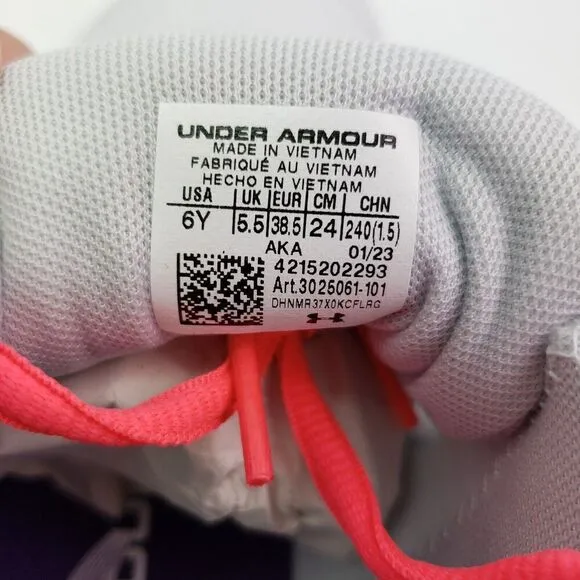 UNDER ARMOUR
MADE IN VIETNAM
FABRIQUÉ AU VIETNAM
HECHO EN VIETNAM
USA UK EUR CM CHN
6Y 5.5 38.5 24 240(1.5)
AKA 01/23
4215202293
Art.3025061-101
DHNMR37X0KCFLRG